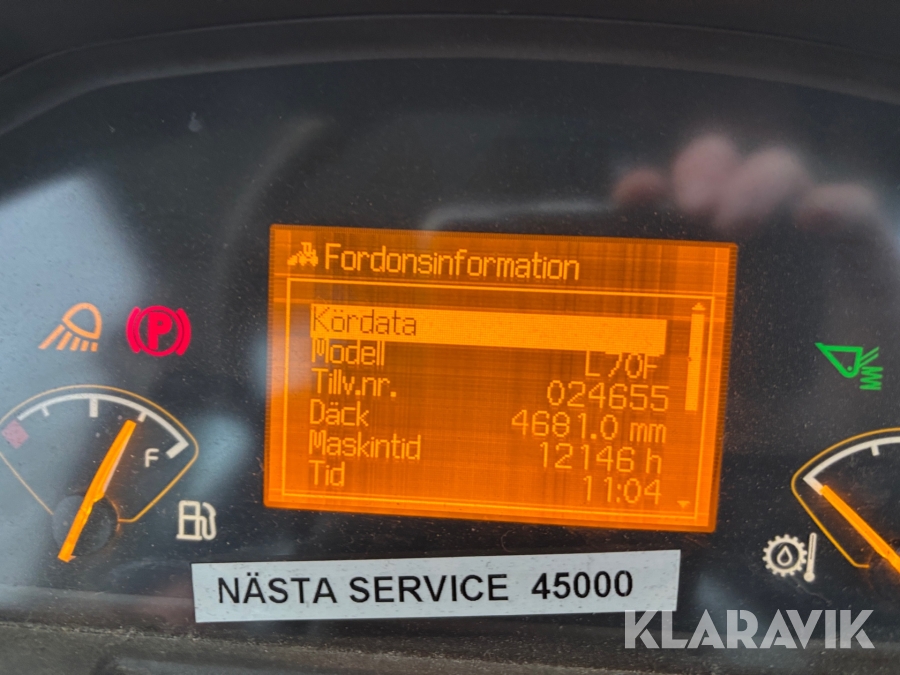 Fordonsinformation
Kördata
Modell L70F
Tillv.nr. 024655
Däck 4681.0 mm
Maskintid 12146 h
Tid 11:04
P
F
NÄSTA SERVICE 45000
KLARAVIK